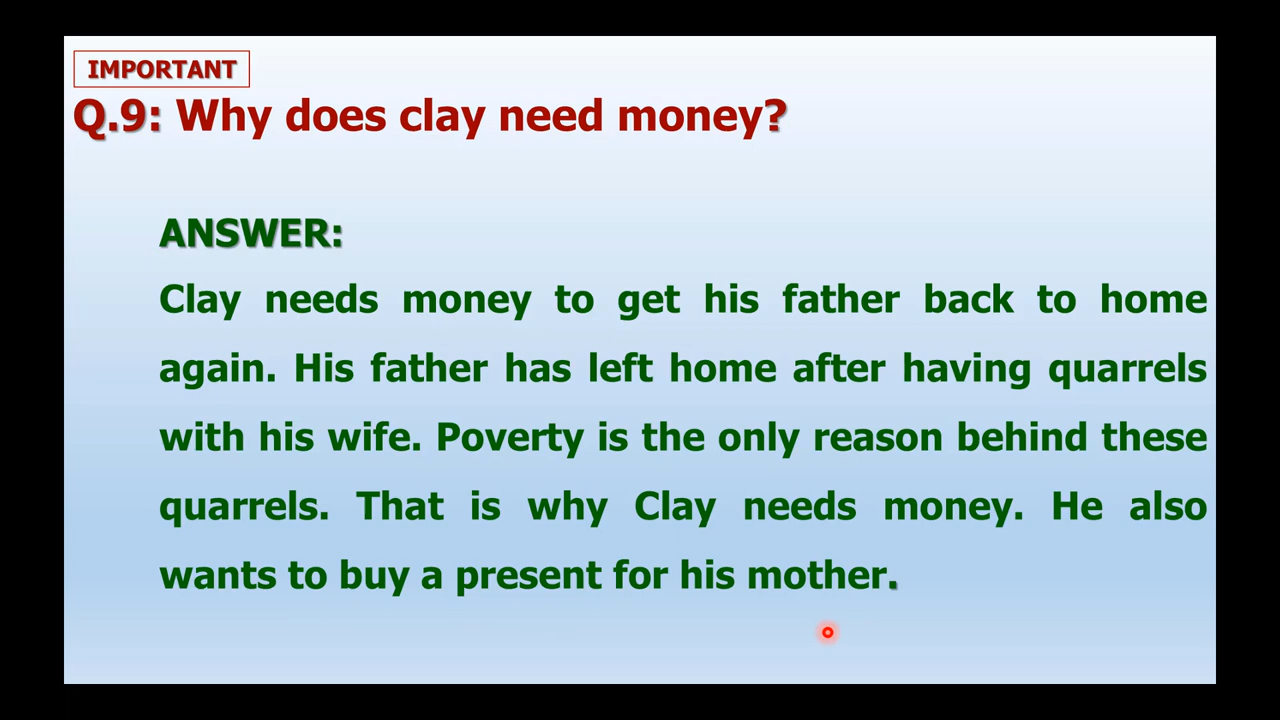 IMPORTANT
Q.9: Why does clay need money?
ANSWER:
Clay needs money to get his father back to home
again. His father has left home after having quarrels
with his wife. Poverty is the only reason behind these
quarrels. That is why Clay needs money. He also
wants to buy a present for his mother.